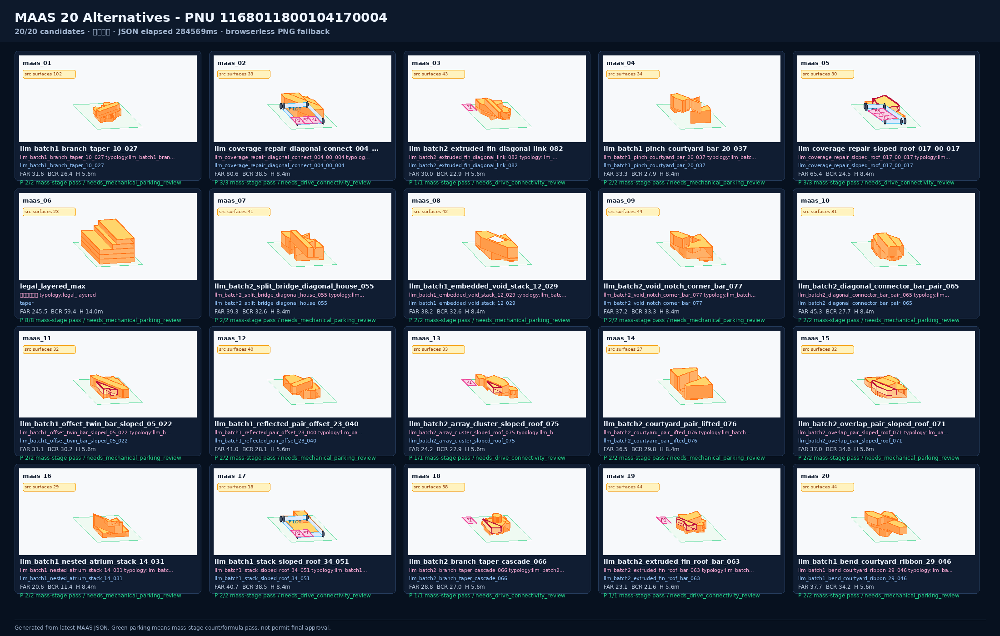 MAAS 20 Alternatives - PNU 1168011800104170004
20/20 candidates · □□□□ · JSON elapsed 284569ms · browserless PNG fallback
maas_01
src surfaces 102
llm_batch1_branch_taper_10_027
llm_batch1_branch_taper_10_027 typology:llm_batch1_bran...
llm_batch1_branch_taper_10_027
FAR 31.6 BCR 26.4 H 5.6m
P 2/2 mass-stage pass / needs_mechanical_parking_review
maas_02
src surfaces 33
PILOTI
P3 P2 P1
llm_coverage_repair_diagonal_connect_004_...
llm_coverage_repair_diagonal_connect_004_00_004 typolog...
llm_coverage_repair_diagonal_connect_004_00_004
FAR 80.6 BCR 38.5 H 8.4m
P 3/3 mass-stage pass / needs_drive_connectivity_review
maas_03
src surfaces 43
P1
llm_batch2_extruded_fin_diagonal_link_082
llm_batch2_extruded_fin_diagonal_link_082 typology:llm_...
llm_batch2_extruded_fin_diagonal_link_082
FAR 30.0 BCR 22.9 H 5.6m
P 1/1 mass-stage pass / needs_drive_connectivity_review
maas_04
src surfaces 34
llm_batch1_pinch_courtyard_bar_20_037
llm_batch1_pinch_courtyard_bar_20_037 typology:llm_batc...
llm_batch1_pinch_courtyard_bar_20_037
FAR 33.3 BCR 27.9 H 8.4m
P 2/2 mass-stage pass / needs_mechanical_parking_review
maas_05
src surfaces 30
P3
P2
P1
llm_coverage_repair_sloped_roof_017_00_017
llm_coverage_repair_sloped_roof_017_00_017 typology:llm...
llm_coverage_repair_sloped_roof_017_00_017
FAR 65.4 BCR 24.5 H 8.4m
P 3/3 mass-stage pass / needs_drive_connectivity_review
maas_06
src surfaces 23
legal_layered_max
□□□□□□ typology:legal_layered
taper
FAR 245.5 BCR 59.4 H 14.0m
P 8/8 mass-stage pass / needs_mechanical_parking_review
maas_07
src surfaces 41
llm_batch2_split_bridge_diagonal_house_055
llm_batch2_split_bridge_diagonal_house_055 typology:llm...
llm_batch2_split_bridge_diagonal_house_055
FAR 39.3 BCR 32.6 H 8.4m
P 2/2 mass-stage pass / needs_mechanical_parking_review
maas_08
src surfaces 42
llm_batch1_embedded_void_stack_12_029
llm_batch1_embedded_void_stack_12_029 typology:llm_batc...
llm_batch1_embedded_void_stack_12_029
FAR 38.2 BCR 32.6 H 8.4m
P 2/2 mass-stage pass / needs_mechanical_parking_review
maas_09
src surfaces 44
llm_batch2_void_notch_corner_bar_077
llm_batch2_void_notch_corner_bar_077 typology:llm_batch...
llm_batch2_void_notch_corner_bar_077
FAR 37.2 BCR 33.3 H 8.4m
P 2/2 mass-stage pass / needs_mechanical_parking_review
maas_10
src surfaces 31
llm_batch2_diagonal_connector_bar_pair_065
llm_batch2_diagonal_connector_bar_pair_065 typology:llm...
llm_batch2_diagonal_connector_bar_pair_065
FAR 45.3 BCR 27.7 H 8.4m
P 2/2 mass-stage pass / needs_mechanical_parking_review
maas_11
src surfaces 32
llm_batch1_offset_twin_bar_sloped_05_022
llm_batch1_offset_twin_bar_sloped_05_022 typology:llm_b...
llm_batch1_offset_twin_bar_sloped_05_022
FAR 31.1 BCR 30.2 H 5.6m
P 2/2 mass-stage pass / needs_mechanical_parking_review
maas_12
src surfaces 40
llm_batch1_reflected_pair_offset_23_040
llm_batch1_reflected_pair_offset_23_040 typology:llm_ba...
llm_batch1_reflected_pair_offset_23_040
FAR 41.0 BCR 28.1 H 5.6m
P 2/2 mass-stage pass / needs_mechanical_parking_review
maas_13
src surfaces 33
P1
llm_batch2_array_cluster_sloped_roof_075
llm_batch2_array_cluster_sloped_roof_075 typology:llm_b...
llm_batch2_array_cluster_sloped_roof_075
FAR 24.2 BCR 22.9 H 5.6m
P 1/1 mass-stage pass / needs_drive_connectivity_review
maas_14
src surfaces 27
llm_batch2_courtyard_pair_lifted_076
llm_batch2_courtyard_pair_lifted_076 typology:llm_batch...
llm_batch2_courtyard_pair_lifted_076
FAR 36.5 BCR 29.8 H 8.4m
P 2/2 mass-stage pass / needs_mechanical_parking_review
maas_15
src surfaces 32
llm_batch2_overlap_pair_sloped_roof_071
llm_batch2_overlap_pair_sloped_roof_071 typology:llm_ba...
llm_batch2_overlap_pair_sloped_roof_071
FAR 37.0 BCR 34.6 H 5.6m
P 2/2 mass-stage pass / needs_mechanical_parking_review
maas_16
src surfaces 29
llm_batch1_nested_atrium_stack_14_031
llm_batch1_nested_atrium_stack_14_031 typology:llm_batc...
llm_batch1_nested_atrium_stack_14_031
FAR 20.6 BCR 11.4 H 8.4m
P 2/2 mass-stage pass / needs_mechanical_parking_review
maas_17
src surfaces 18
PILOTI
P2 P1
llm_batch1_stack_sloped_roof_34_051
llm_batch1_stack_sloped_roof_34_051 typology:llm_batch1...
llm_batch1_stack_sloped_roof_34_051
FAR 40.7 BCR 38.5 H 8.4m
P 2/2 mass-stage pass / needs_drive_connectivity_review
maas_18
src surfaces 58
P1
llm_batch2_branch_taper_cascade_066
llm_batch2_branch_taper_cascade_066 typology:llm_batch2...
llm_batch2_branch_taper_cascade_066
FAR 28.8 BCR 27.0 H 5.6m
P 1/1 mass-stage pass / needs_drive_connectivity_review
maas_19
src surfaces 44
P1
llm_batch2_extruded_fin_roof_bar_063
llm_batch2_extruded_fin_roof_bar_063 typology:llm_batch...
llm_batch2_extruded_fin_roof_bar_063
FAR 23.1 BCR 21.6 H 5.6m
P 1/1 mass-stage pass / needs_drive_connectivity_review
maas_20
src surfaces 44
llm_batch1_bend_courtyard_ribbon_29_046
llm_batch1_bend_courtyard_ribbon_29_046 typology:llm_ba...
llm_batch1_bend_courtyard_ribbon_29_046
FAR 37.7 BCR 34.2 H 5.6m
P 2/2 mass-stage pass / needs_mechanical_parking_review
Generated from latest MAAS JSON. Green parking means mass-stage count/formula pass, not permit-final approval.